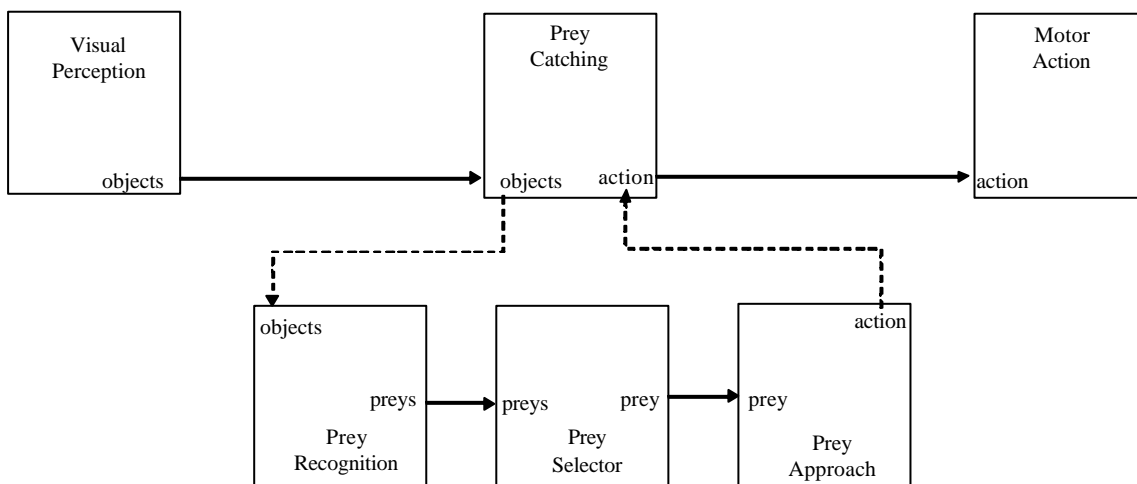 Visual
Perception
objects
Prey
Catching
objects
action
Motor
Action
action
objects
preys
Prey
Recognition
preys
prey
Prey
Selector
action
prey
Prey
Approach